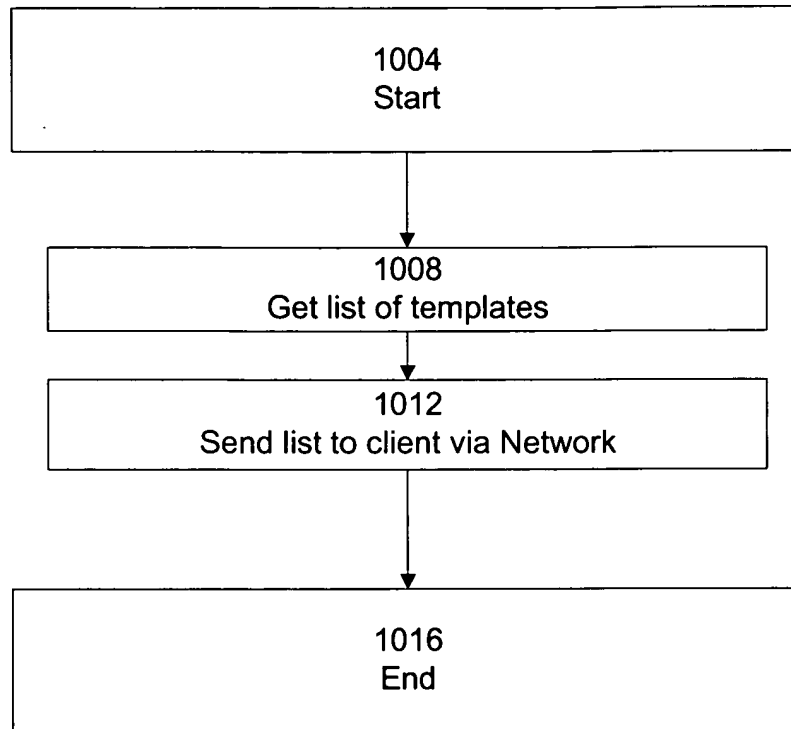 1004
Start
1008
Get list of templates
1012
Send list to client via Network
1016
End